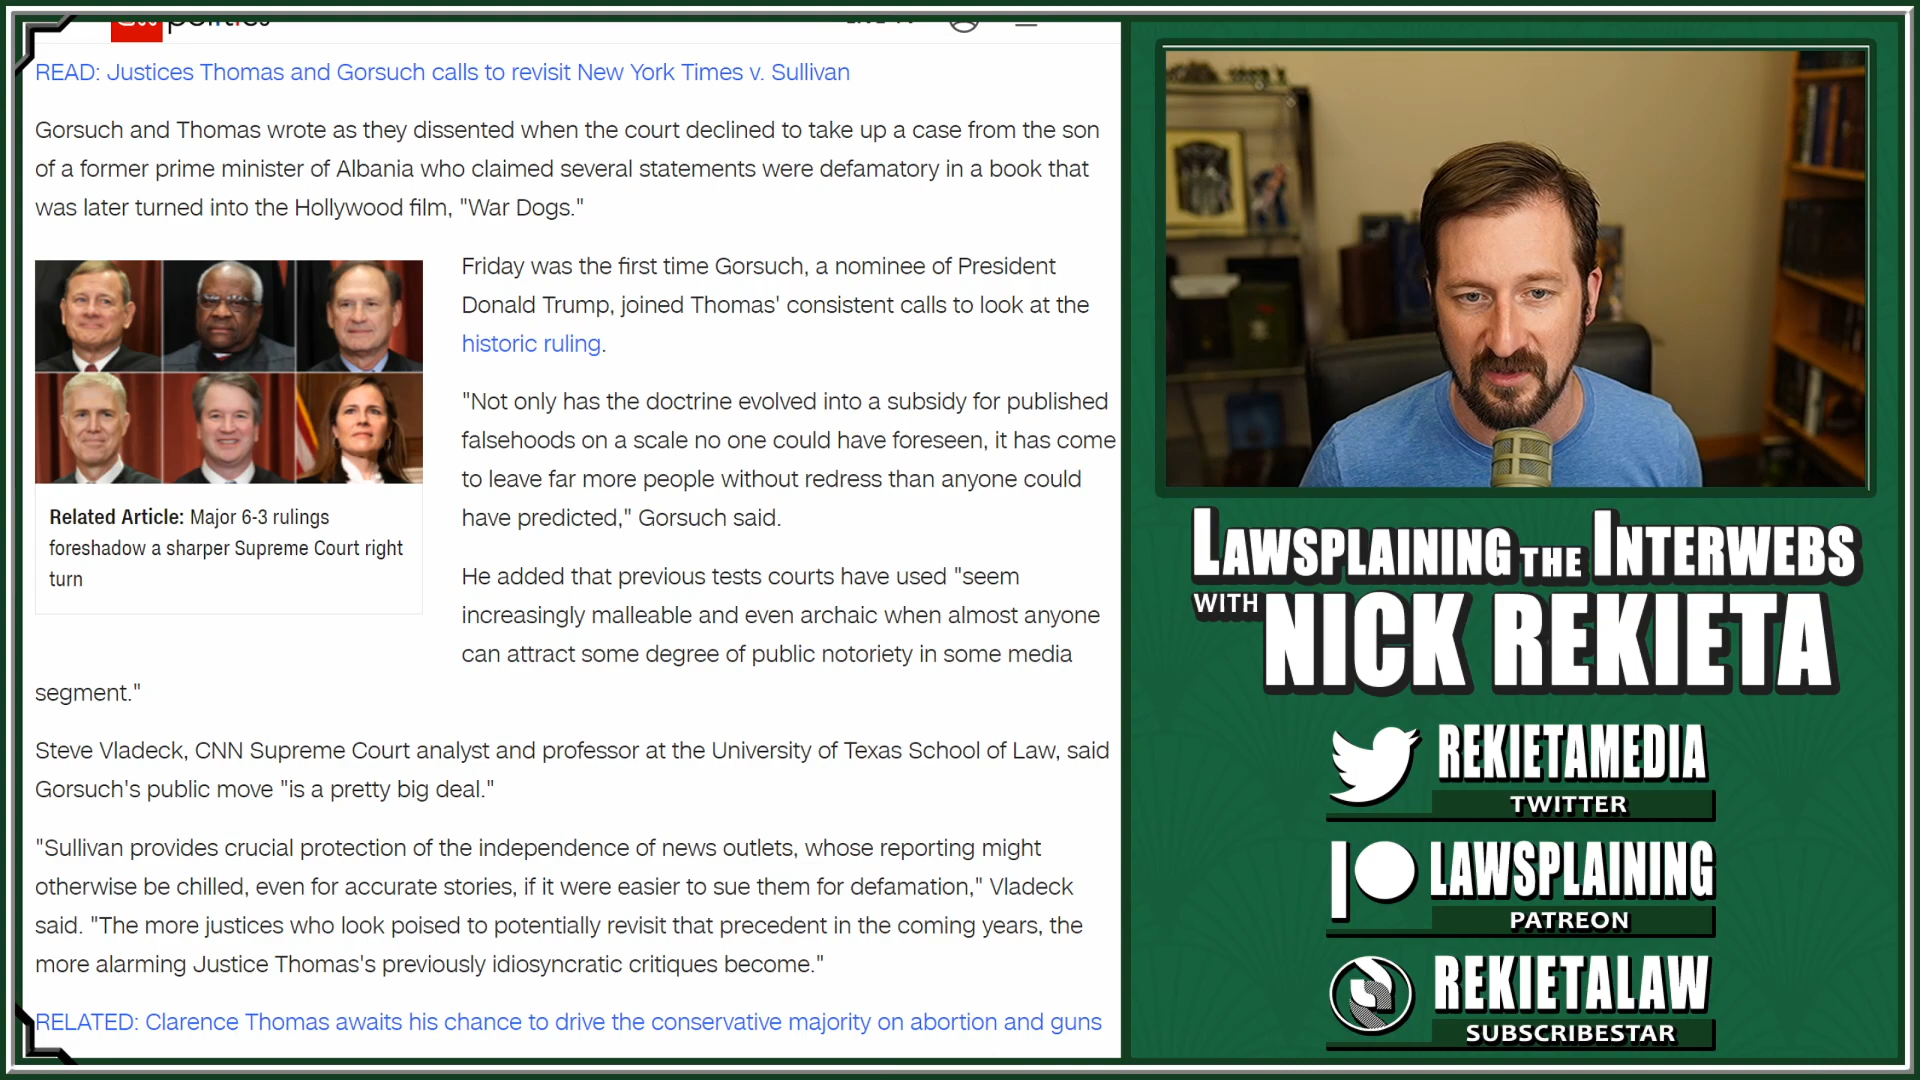 READ: Justices Thomas and Gorsuch calls to revisit New York Times v. Sullivan
Gorsuch and Thomas wrote as they dissented when the court declined to take up a case from the son
of a former prime minister of Albania who claimed several statements were defamatory in a book that
was later turned into the Hollywood film, "War Dogs."
Friday was the first time Gorsuch, a nominee of President
Donald Trump, joined Thomas' consistent calls to look at the
historic ruling.
"Not only has the doctrine evolved into a subsidy for published
falsehoods on a scale no one could have foreseen, it has come
to leave far more people without redress than anyone could
have predicted," Gorsuch said.
Related Article: Major 6-3 rulings
foreshadow a sharper Supreme Court right
turn
He added that previous tests courts have used "seem
increasingly malleable and even archaic when almost anyone
can attract some degree of public notoriety in some media
segment."
Steve Vladeck, CNN Supreme Court analyst and professor at the University of Texas School of Law, said
Gorsuch's public move "is a pretty big deal."
"Sullivan provides crucial protection of the independence of news outlets, whose reporting might
otherwise be chilled, even for accurate stories, if it were easier to sue them for defamation," Vladeck
said. "The more justices who look poised to potentially revisit that precedent in the coming years, the
more alarming Justice Thomas's previously idiosyncratic critiques become."
RELATED: Clarence Thomas awaits his chance to drive the conservative majority on abortion and guns
LAWSPLAINING THE INTERWEBS
WITH NICK REKIETA
REKIETAMEDIA
TWITTER
LAWSPLAINING
PATREON
REKIETALAW
SUBSCRIBESTAR